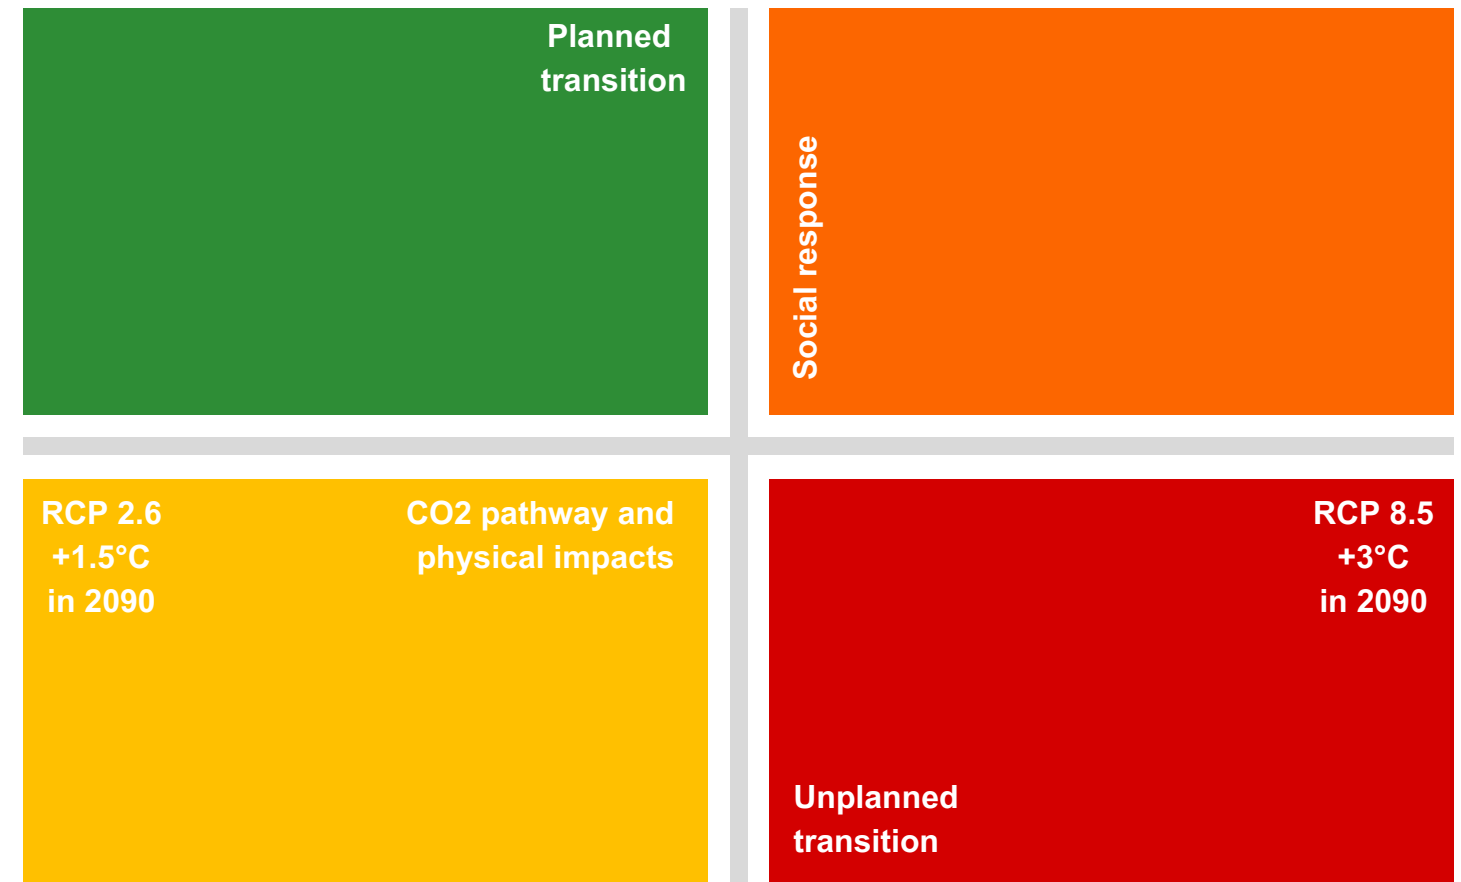 Planned
transition
Social response
RCP 2.6
+1.5°C
in 2090
CO2 pathway and
physical impacts
RCP 8.5
+3°C
in 2090
Unplanned
transition